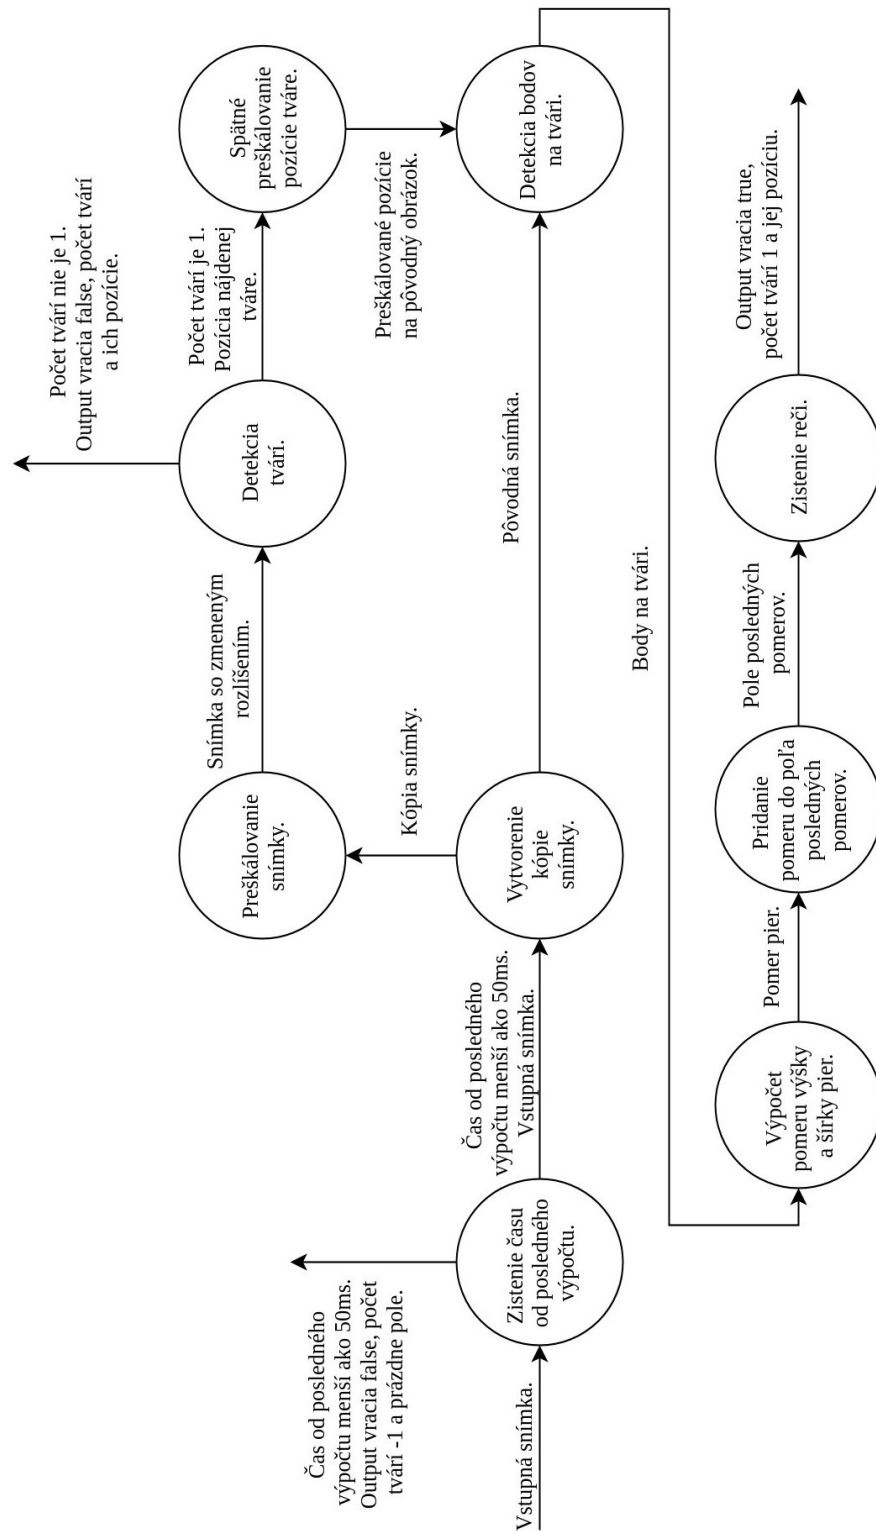 Vstupná snímka.
Čas od posledného
výpočtu menší ako 50ms.
Output vracia false, počet
tvárí -1 a prázdne pole.
Zistenie času
od posledného
výpočtu.
Čas od posledného
výpočtu menší ako 50ms.
Vstupná snímka.
Vytvorenie
kópie
snímky.
Kópia snímky.
Preškálovanie
snímky.
Snímka so zmeneným
rozlíšením.
Detekcia
tvárí.
Počet tvárí nie je 1.
Output vracia false, počet tvárí
a ich pozície.
Počet tvárí je 1.
Pozícia nájdenej
tváre.
Spätné
preškálovanie
pozície tváre.
Preškálované pozície
na pôvodný obrázok.
Pôvodná snímka.
Detekcia bodov
na tvári.
Body na tvári.
Výpočet
pomeru výšky
a šírky pier.
Pomer pier.
Pridanie
pomeru do poľa
posledných
pomerov.
Pole posledných
pomerov.
Zistenie reči.
Output vracia true,
počet tvárí 1 a jej pozíciu.